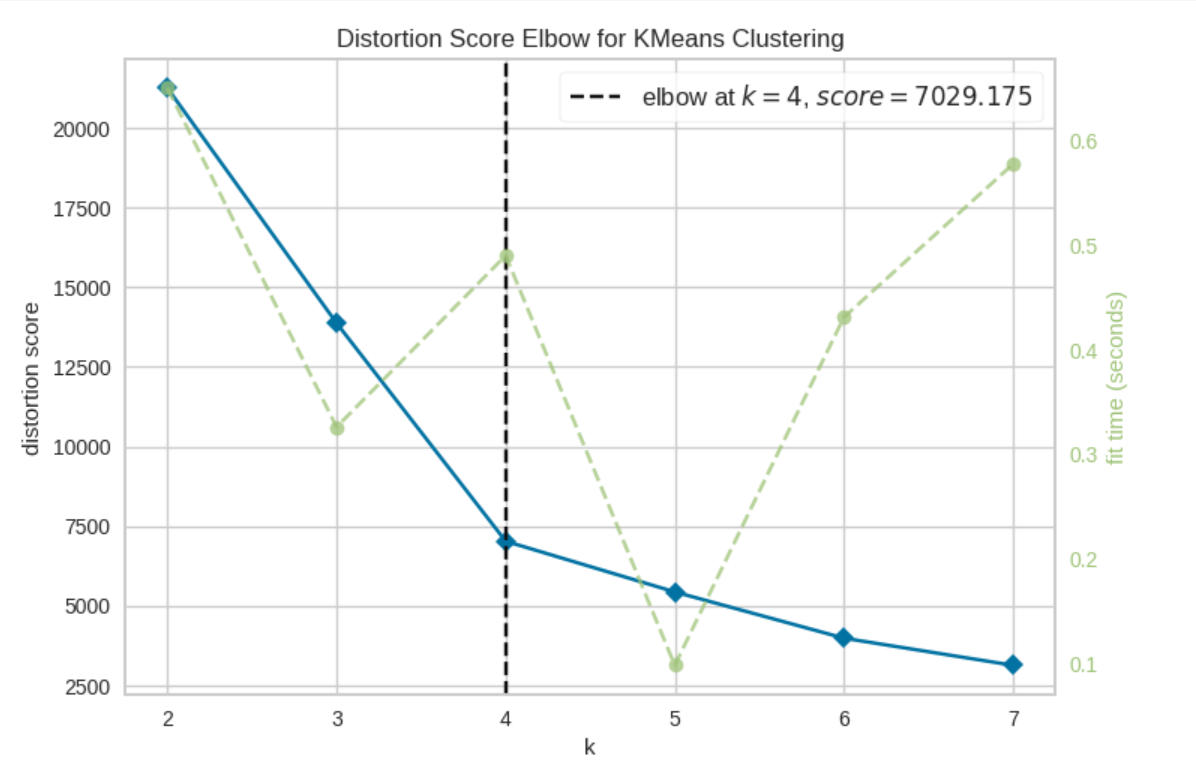 Distortion Score Elbow for KMeans Clustering
elbow at k = 4, score = 7029.175
distortion score
20000
17500
15000
12500
10000
7500
5000
2500
0.6
0.5
0.4
0.3
0.2
0.1
fit time (seconds)
2 3 4 5 6 7
k